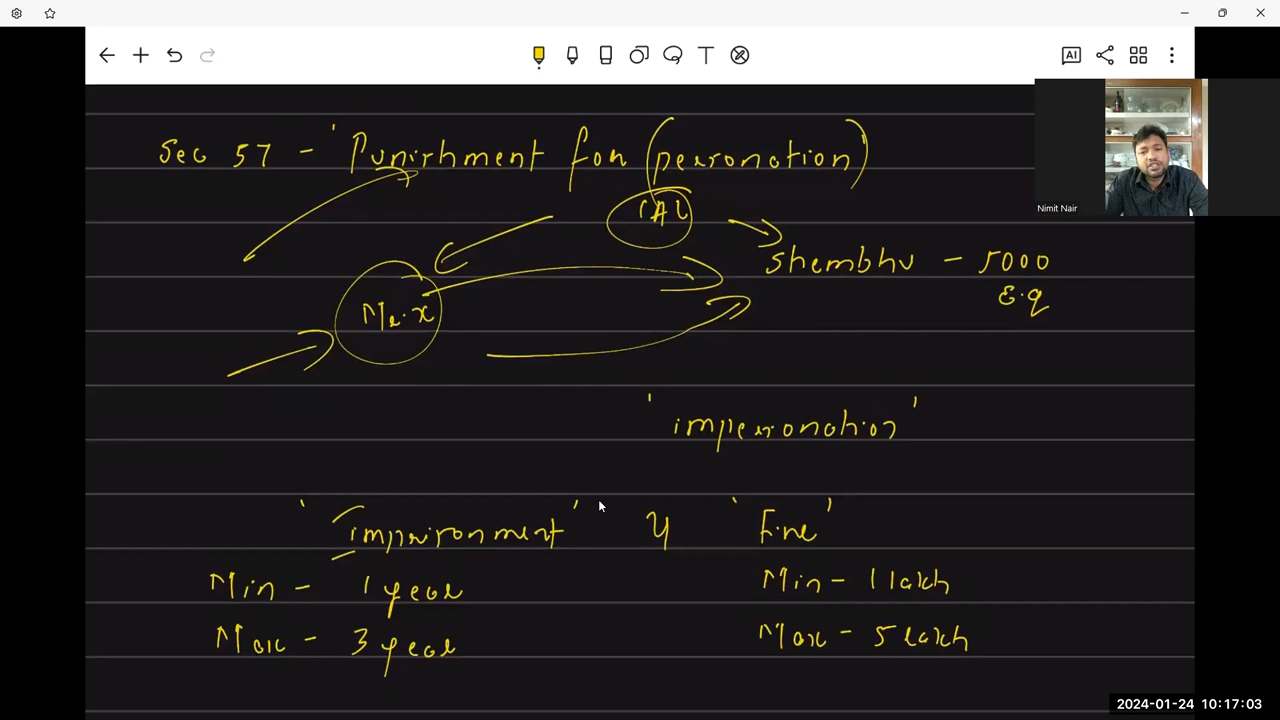 Sec 57 - 'Punishment for (personation)
'A'
Shambhu - 5000
E.q
Mr. X
'impersonation'
'imprisonment' & 'Fine'
Min - 1 year
Min - 1 lakh
Max - 3 year
Max - 5 lakh
AI
T
Nimit Nair
2024-01-24 10:17:03